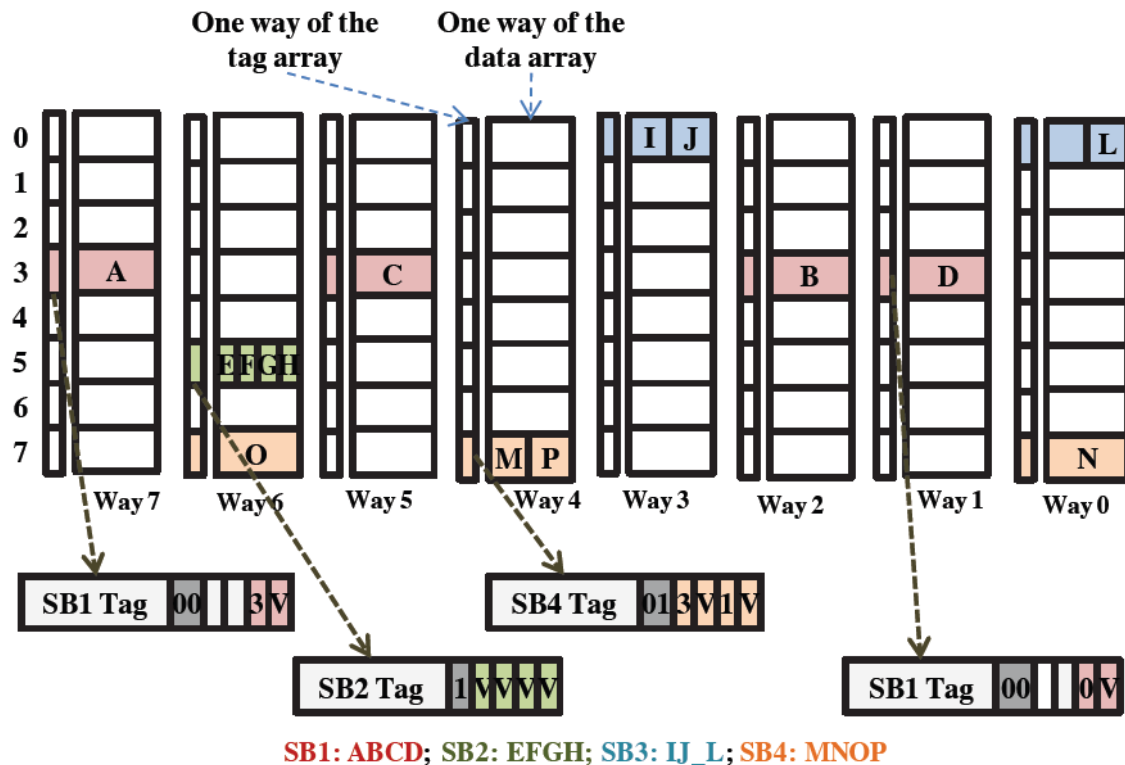 One way of the tag array
One way of the data array
0 I J L
1
2
3 A C B D
4
5 E F G H
6
7 O M P N
Way 7 Way 6 Way 5 Way 4 Way 3 Way 2 Way 1 Way 0
SB1 Tag 00 3 V
SB4 Tag 01 3 V 1 V
SB2 Tag 1 V V V V
SB1 Tag 00 0 V
SB1: ABCD; SB2: EFGH; SB3: IJ_L; SB4: MNOP